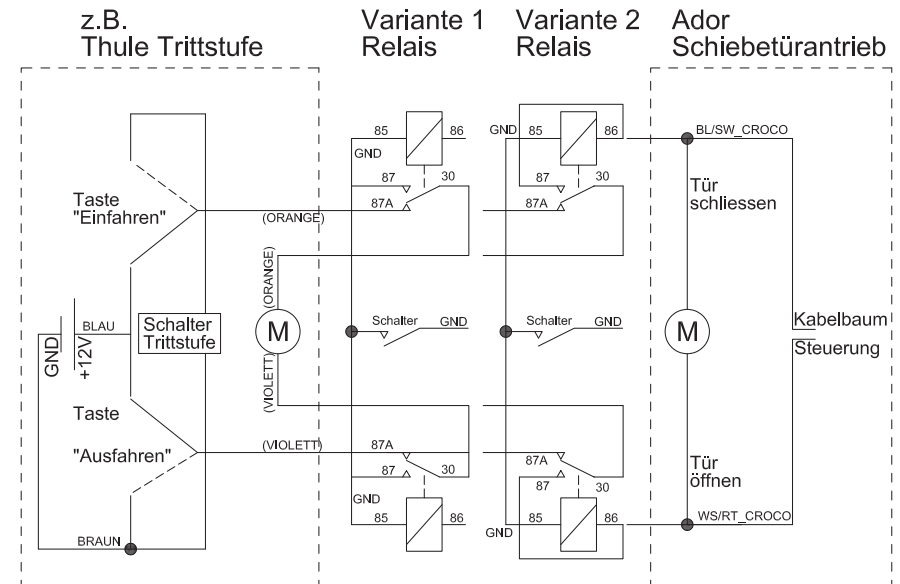 z.B.
Thule Trittstufe
Variante 1
Relais
Variante 2
Relais
Ador
Schiebetürantrieb
85
86
GND
87
30
87A
GND
85
86
87
30
87A
BL/SW_CROCO
Tür
schliessen
Taste
"Einfahren"
(ORANGE)
(ORANGE)
BLAU
GND
+12V
Schalter
Trittstufe
M
Schalter
GND
Schalter
GND
M
Kabelbaum
Steuerung
(VIOLETT)
Taste
"Ausfahren"
(VIOLETT)
87A
87
30
GND
85
86
87A
87
30
GND
85
86
Tür
öffnen
WS/RT_CROCO
BRAUN